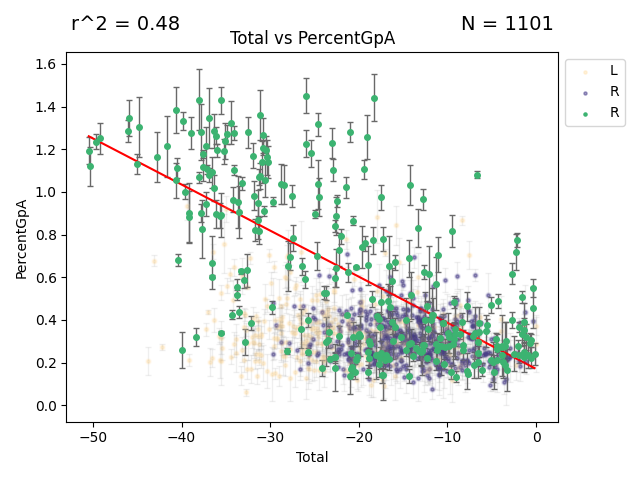 r^2 = 0.48
N = 1101
Total vs PercentGpA
L
R
R
PercentGpA
1.6
1.4
1.2
1.0
0.8
0.6
0.4
0.2
0.0
−50
−40
−30
−20
−10
0
Total